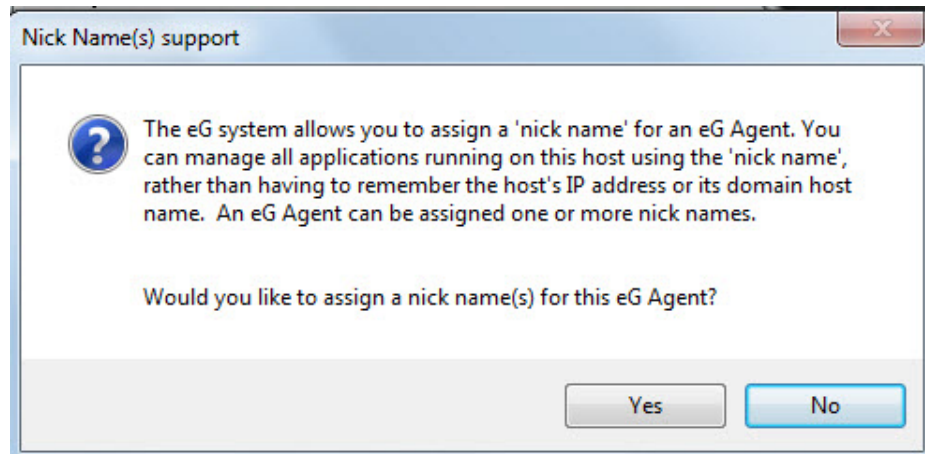 Nick Name(s) support
The eG system allows you to assign a 'nick name' for an eG Agent. You
can manage all applications running on this host using the 'nick name',
rather than having to remember the host's IP address or its domain host
name.  An eG Agent can be assigned one or more nick names.
Would you like to assign a nick name(s) for this eG Agent?
Yes No